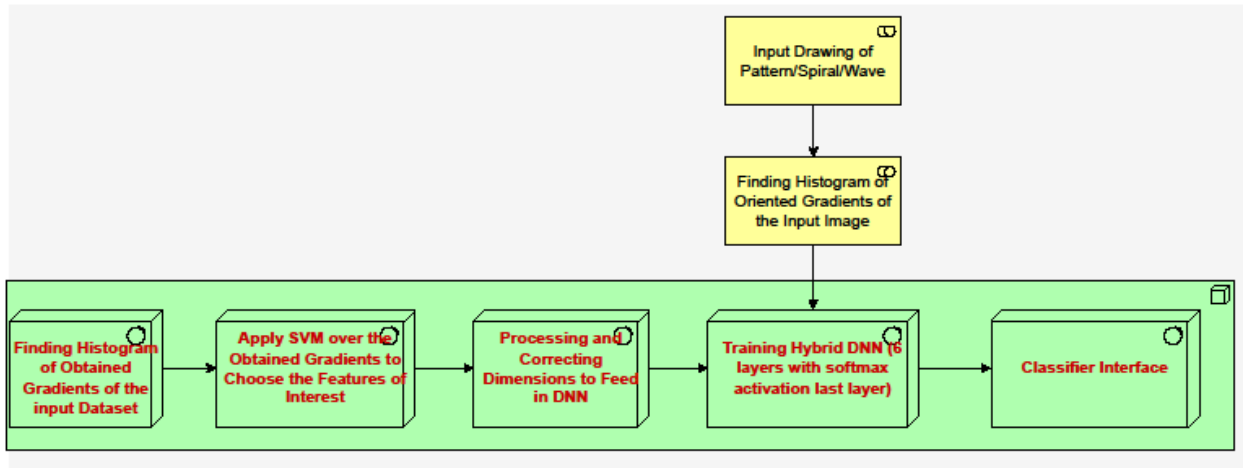 Input Drawing of
Pattern/Spiral/Wave
Finding Histogram of
Oriented Gradients of
the Input Image
Finding Histogram
of Obtained
Gradients of the
input Dataset
Apply SVM over the
Obtained Gradients to
Choose the Features of
Interest
Processing and
Correcting
Dimensions to Feed
in DNN
Training Hybrid DNN (6
layers with softmax
activation last layer)
Classifier Interface